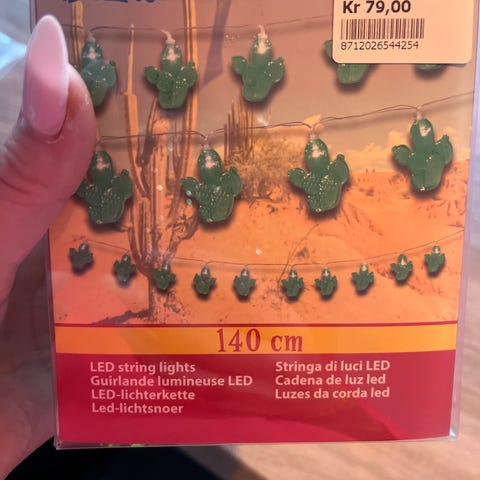 Kr 79,00
8712026544254
140 cm
LED string lights
Guirlande lumineuse LED
LED-lichterkette
Led-lichtsnoer
Stringa di luci LED
Cadena de luz led
Luzes da corda led